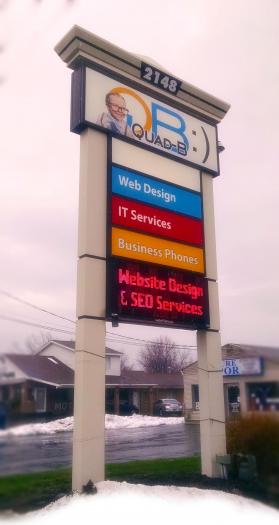 2148
QB:)
QUAD-B
Web Design
IT Services
Business Phones
Website Design
& SEO Services